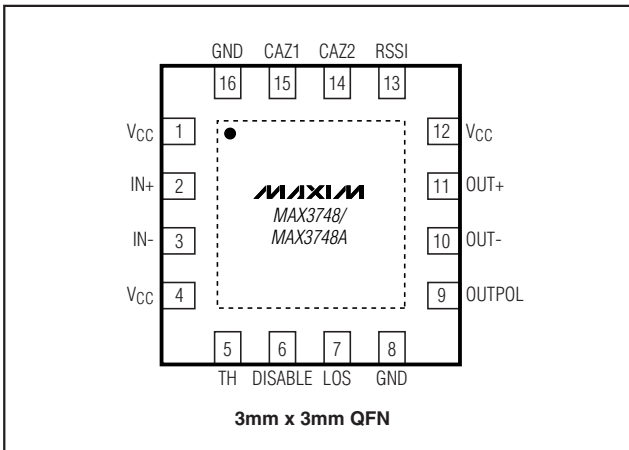 GND CAZ1 CAZ2 RSSI
16 15 14 13
VCC 1 12 VCC
IN+ 2 11 OUT+
MAXIM
MAX3748/
MAX3748A
IN- 3 10 OUT-
VCC 4 9 OUTPOL
5 6 7 8
TH DISABLE LOS GND
3mm x 3mm QFN